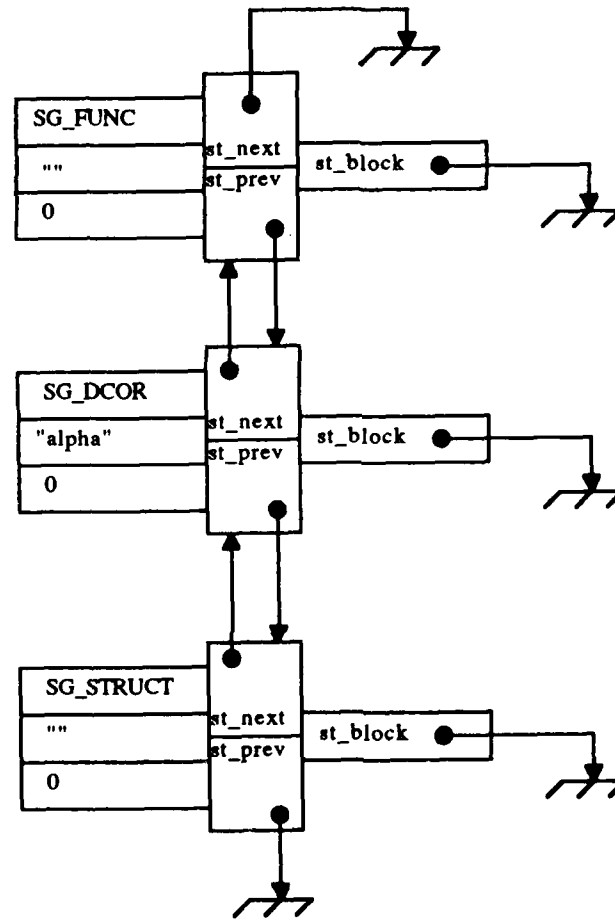 SG_FUNC
""
0
st_next
st_prev
st_block
SG_DCOR
"alpha"
0
st_next
st_prev
st_block
SG_STRUCT
""
0
st_next
st_prev
st_block